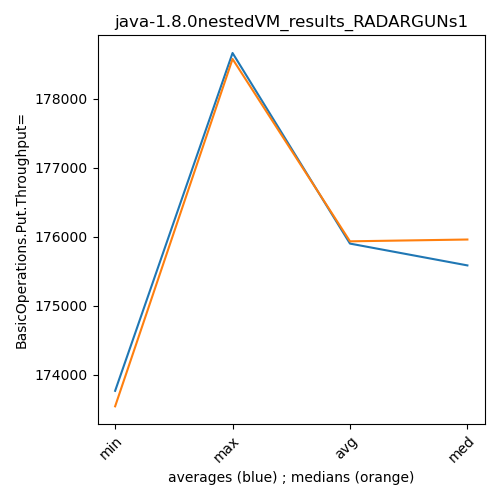 java-1.8.0nestedVM_results_RADARGUNs1
BasicOperations.Put.Throughput=
178000
177000
176000
175000
174000
min
max
avg
med
averages (blue) ; medians (orange)